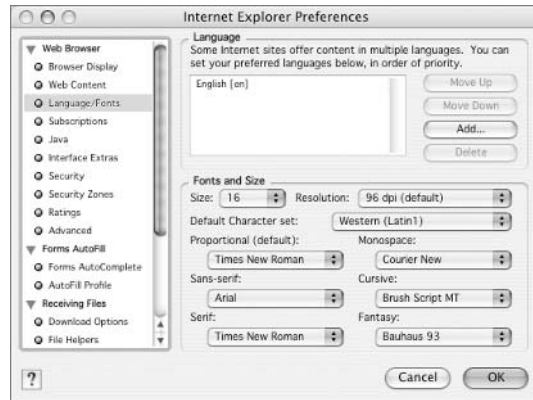 Internet Explorer Preferences
Web Browser
Browser Display
Web Content
Language/Fonts
Subscriptions
Java
Interface Extras
Security
Security Zones
Ratings
Advanced
Forms AutoFill
Forms AutoComplete
AutoFill Profile
Receiving Files
Download Options
File Helpers
Language
Some Internet sites offer content in multiple languages. You can
set your preferred languages below, in order of priority.
English [en]
Move Up
Move Down
Add...
Delete
Fonts and Size
Size: 16 Resolution: 96 dpi (default)
Default Character set: Western (Latin1)
Proportional (default): Monospace:
Times New Roman Courier New
Sans-serif: Cursive:
Arial Brush Script MT
Serif: Fantasy:
Times New Roman Bauhaus 93
? Cancel OK